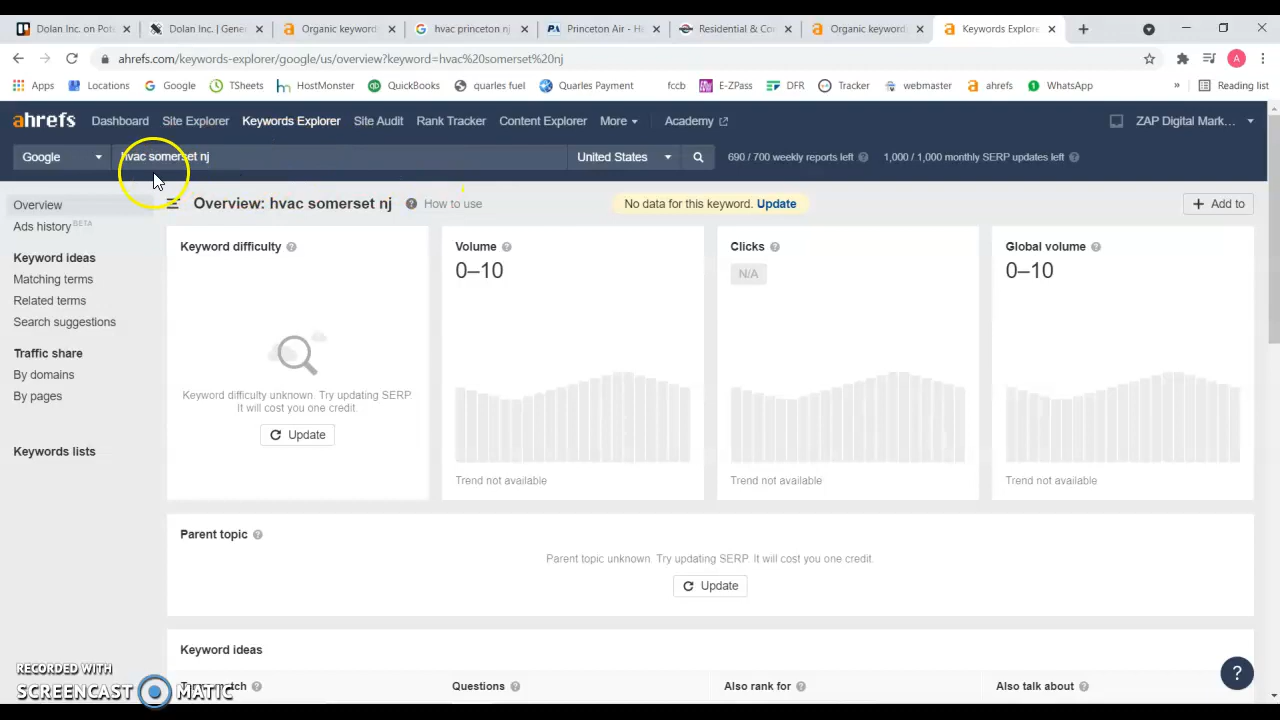 Dolan Inc. on Pot
Dolan Inc. | Gene
Organic keyword
hvac princeton nj
Princeton Air - H
Residential & Co
Organic keyword
Keywords Explore
ahrefs.com/keywords-explorer/google/us/overview?keyword=hvac%20somerset%20nj
A
Apps
Locations
Google
TSheets
HostMonster
QuickBooks
quarles fuel
Quarles Payment
fccb
E-ZPass
DFR
Tracker
webmaster
ahrefs
WhatsApp
»
Reading list
ahrefs
Dashboard
Site Explorer
Keywords Explorer
Site Audit
Rank Tracker
Content Explorer
More
Academy
ZAP Digital Mark...
Google
hvac somerset nj
United States
690 / 700 weekly reports left
1,000 / 1,000 monthly SERP updates left
Overview
Ads history BETA
Keyword ideas
Matching terms
Related terms
Search suggestions
Traffic share
By domains
By pages
Keywords lists
Overview: hvac somerset nj
How to use
No data for this keyword. Update
Add to
Keyword difficulty
Keyword difficulty unknown. Try updating SERP.
It will cost you one credit.
Update
Volume
0–10
Trend not available
Clicks
N/A
Trend not available
Global volume
0–10
Trend not available
Parent topic
Parent topic unknown. Try updating SERP. It will cost you one credit.
Update
Keyword ideas
Questions
Also rank for
Also talk about
?
RECORDED WITH
SCREENCAST MATIC